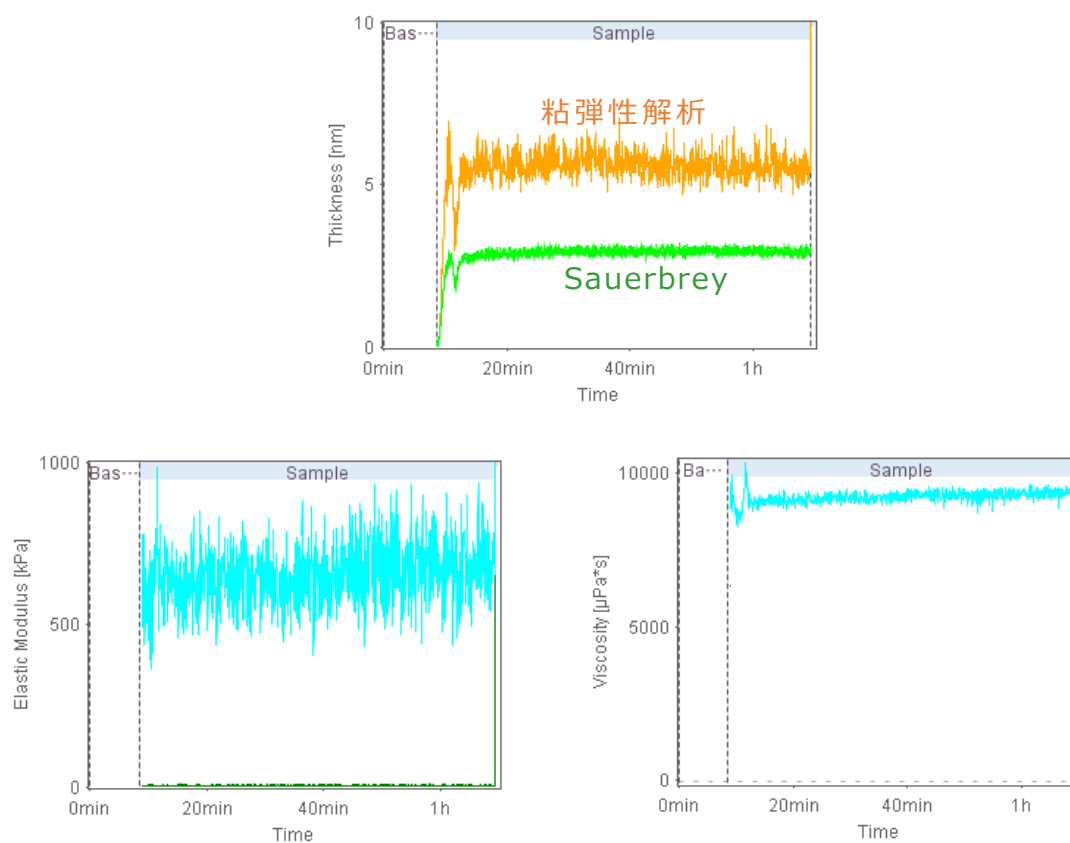 10
Bas
Sample
粘弾性解析
Thickness [nm]
5
Sauerbrey
0
0min
20min
40min
1h
Time
1000
Bas
Sample
Elastic Modulus [kPa]
500
0
0min
20min
40min
1h
Time
10000
Ba
Sample
Viscosity [µPa*s]
5000
0
0min
20min
40min
1h
Time